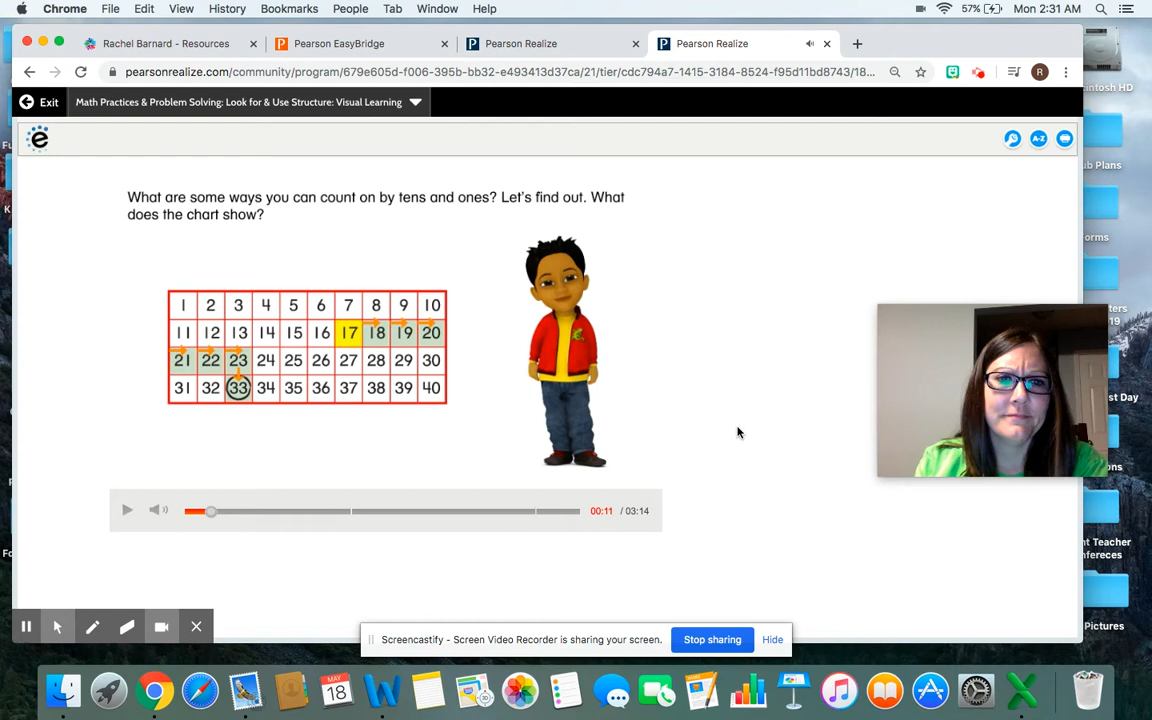 Chrome File Edit View History Bookmarks People Tab Window Help 57% Mon 2:31 AM
Rachel Barnard - Resources Pearson EasyBridge Pearson Realize Pearson Realize
pearsonrealize.com/community/program/679e605d-f006-395b-bb32-e493413d37ca/21/tier/cdc794a7-1415-3184-8524-f95d11bd8743/18... R
Exit Math Practices & Problem Solving: Look for & Use Structure: Visual Learning
e A-Z
What are some ways you can count on by tens and ones? Let's find out. What
does the chart show?
1 2 3 4 5 6 7 8 9 10
11 12 13 14 15 16 17 18 19 20
21 22 23 24 25 26 27 28 29 30
31 32 33 34 35 36 37 38 39 40
00:11 / 03:14
Screencastify - Screen Video Recorder is sharing your screen. Stop sharing Hide
Pictures
MAY
18